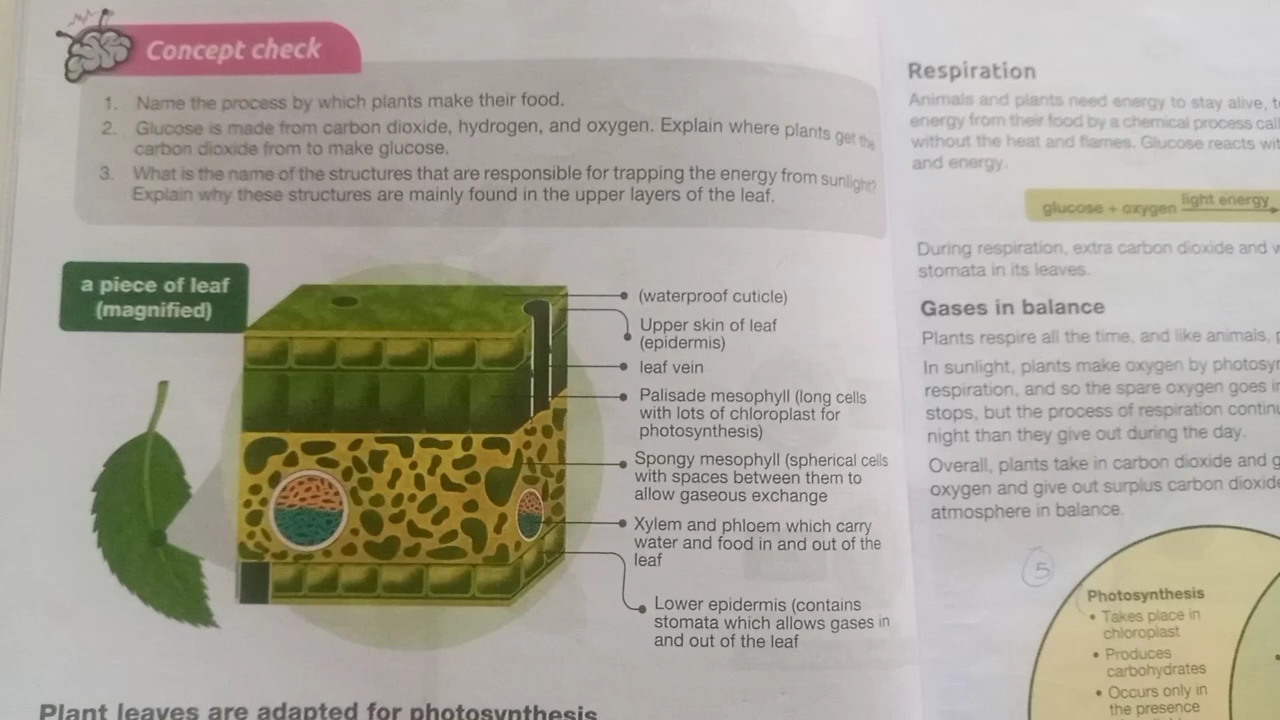 Concept check
1. Name the process by which plants make their food.
2. Glucose is made from carbon dioxide, hydrogen, and oxygen. Explain where plants get the
carbon dioxide from to make glucose.
3. What is the name of the structures that are responsible for trapping the energy from sunlight?
Explain why these structures are mainly found in the upper layers of the leaf.
a piece of leaf
(magnified)
(waterproof cuticle)
Upper skin of leaf
(epidermis)
leaf vein
Palisade mesophyll (long cells
with lots of chloroplast for
photosynthesis)
Spongy mesophyll (spherical cells
with spaces between them to
allow gaseous exchange
Xylem and phloem which carry
water and food in and out of the
leaf
Lower epidermis (contains
stomata which allows gases in
and out of the leaf
Plant leaves are adapted for photosynthesis
Respiration
Animals and plants need energy to stay alive,
energy from their food by a chemical process
without the heat and flames. Glucose reacts
and energy.
glucose + oxygen light energy
During respiration, extra carbon dioxide and
stomata in its leaves.
Gases in balance
Plants respire all the time, and like animals,
In sunlight, plants make oxygen by
respiration, and so the spare oxygen goes
stops, but the process of respiration
night than they give out during the day.
Overall, plants take in carbon dioxide and
oxygen and give out surplus carbon
atmosphere in balance.
5
Photosynthesis
• Takes place in
chloroplast
• Produces
carbohydrates
• Occurs only in
the presence